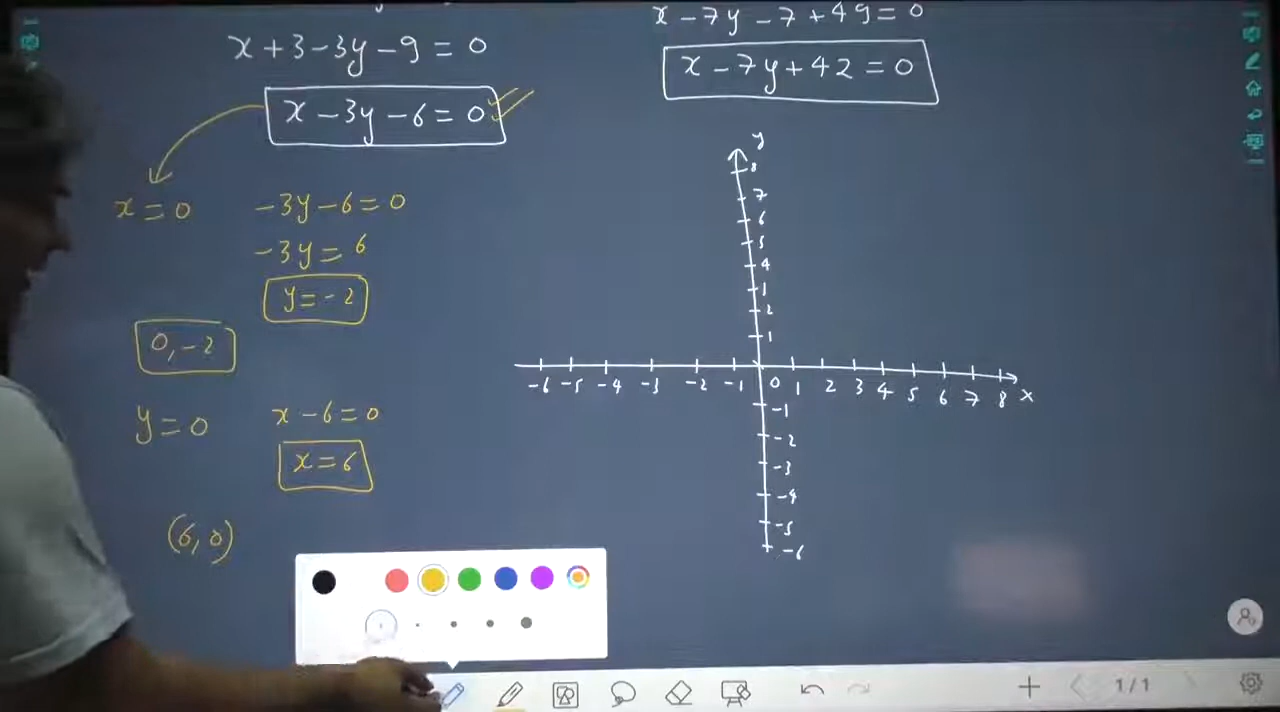 x + 3 - 3y - 9 = 0
x - 3y - 6 = 0
x = 0 -3y - 6 = 0
-3y = 6
y = -2
0, -2
y = 0 x - 6 = 0
x = 6
(6, 0)
x - 7y - 7 + 49 = 0
x - 7y + 42 = 0
y
8
7
6
5
4
3
2
1
-6 -5 -4 -3 -2 -1 0 1 2 3 4 5 6 7 8 x
-1
-2
-3
-4
-5
-6
1/1